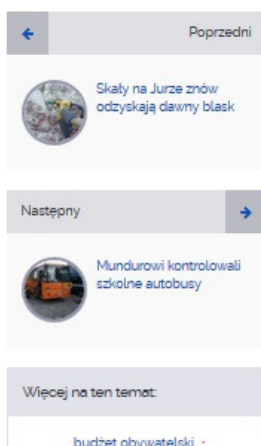 Poprzedni
Skały na Jurze znów
odzyskają dawny blask
Następny
Mundurowi kontrolowali
szkolne autobusy
Więcej na ten temat:
budżet obywatelski